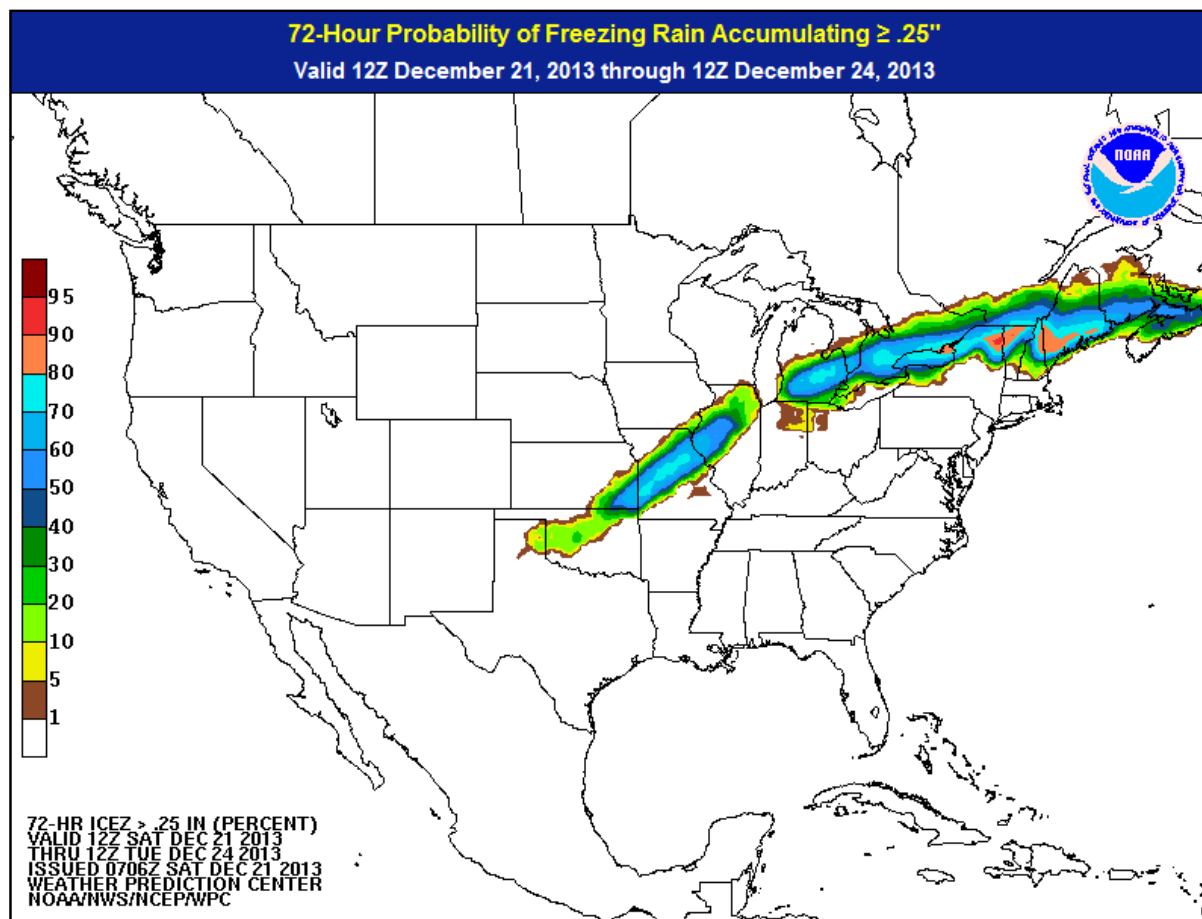 72-Hour Probability of Freezing Rain Accumulating ≥ .25"
Valid 12Z December 21, 2013 through 12Z December 24, 2013
NOAA
95
90
80
70
60
50
40
30
20
10
5
1
72-HR ICEZ > .25 IN (PERCENT)
VALID 12Z SAT DEC 21 2013
THRU 12Z TUE DEC 24 2013
ISSUED 0706Z SAT DEC 21 2013
WEATHER PREDICTION CENTER
NOAA/NWS/NCEP/WPC